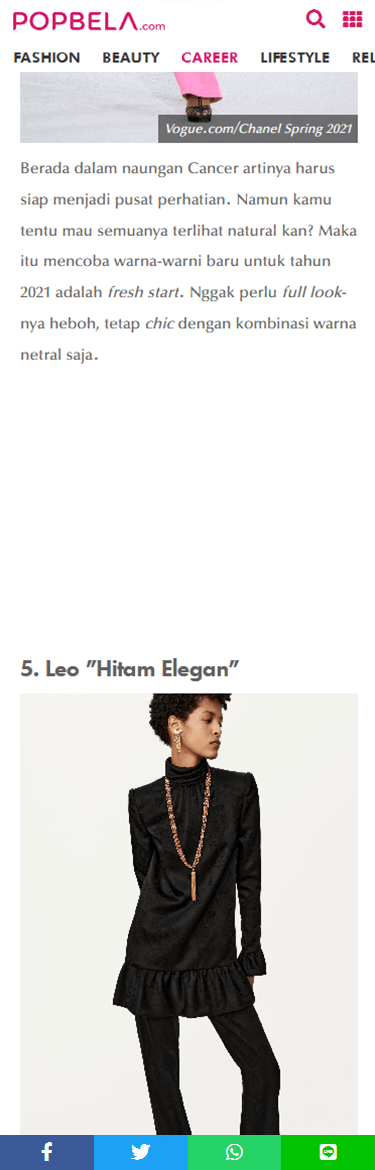 POPBELA.com
FASHION BEAUTY CAREER LIFESTYLE REL
Vogue.com/Chanel Spring 2021
Berada dalam naungan Cancer artinya harus
siap menjadi pusat perhatian. Namun kamu
tentu mau semuanya terlihat natural kan? Maka
itu mencoba warna-warni baru untuk tahun
2021 adalah fresh start. Nggak perlu full look-
nya heboh, tetap chic dengan kombinasi warna
netral saja.
5. Leo "Hitam Elegan"